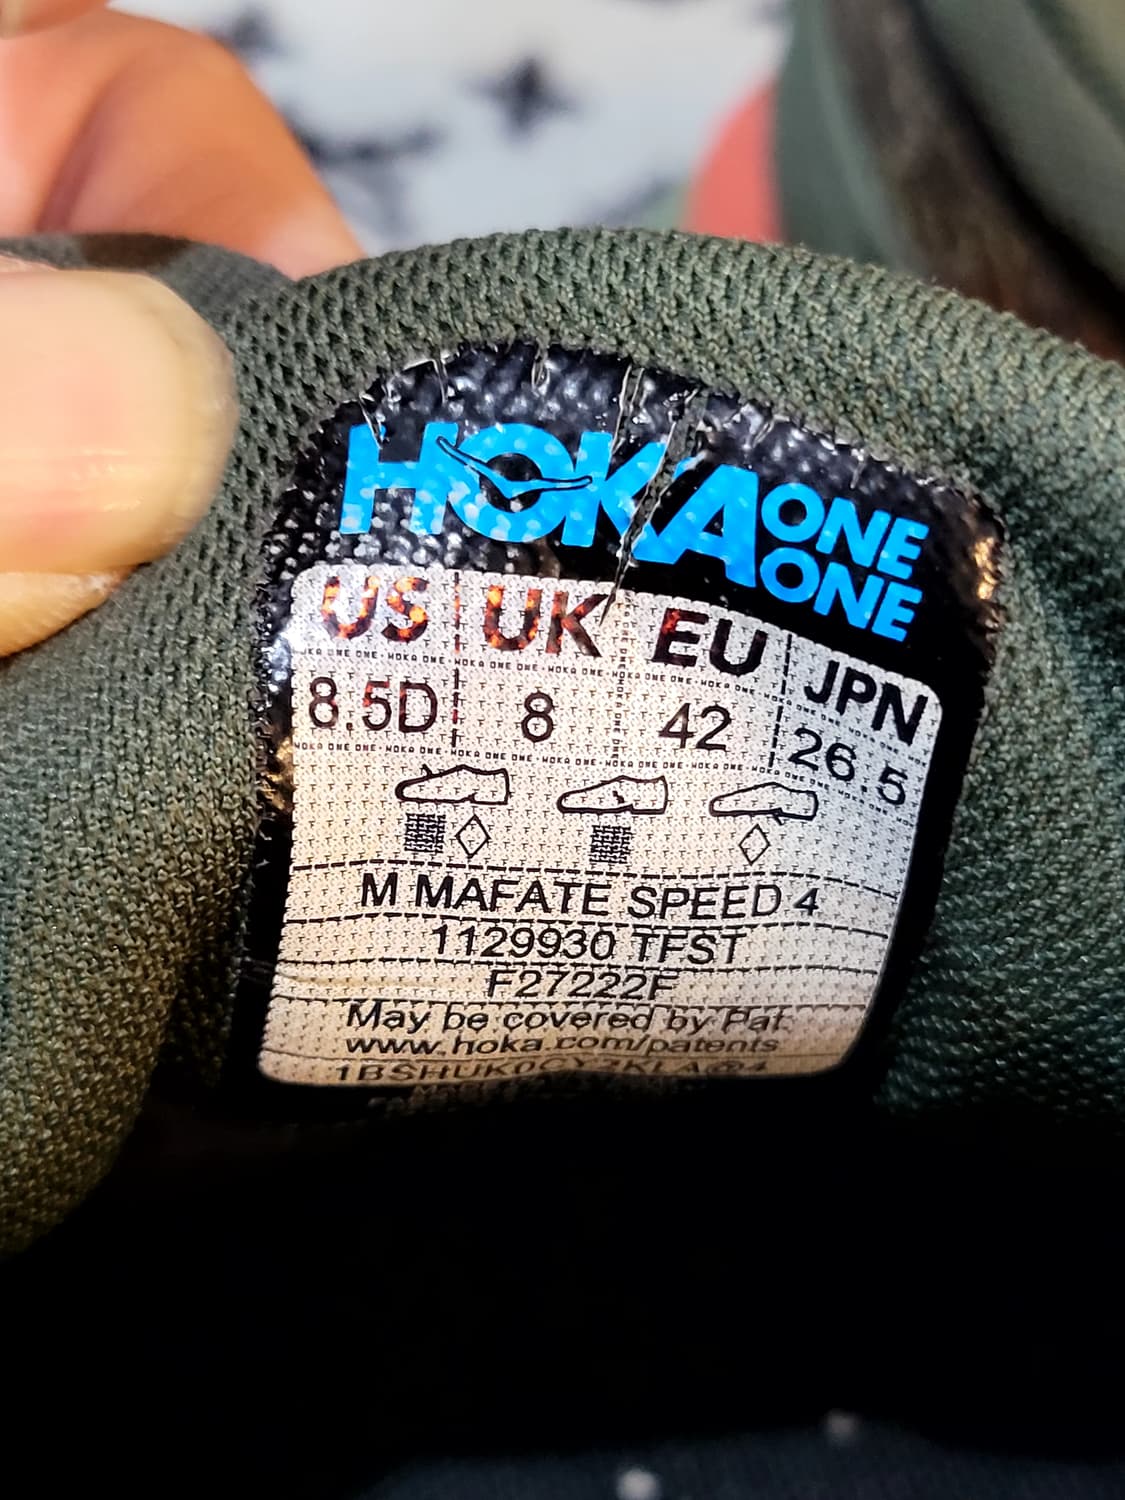 HOKA ONE ONE
US UK EU JPN
8.5D 8 42 26.5
M MAFATE SPEED 4
1129930 TFST
F27222F
May be covered by Pat.
www.hoka.com/patents